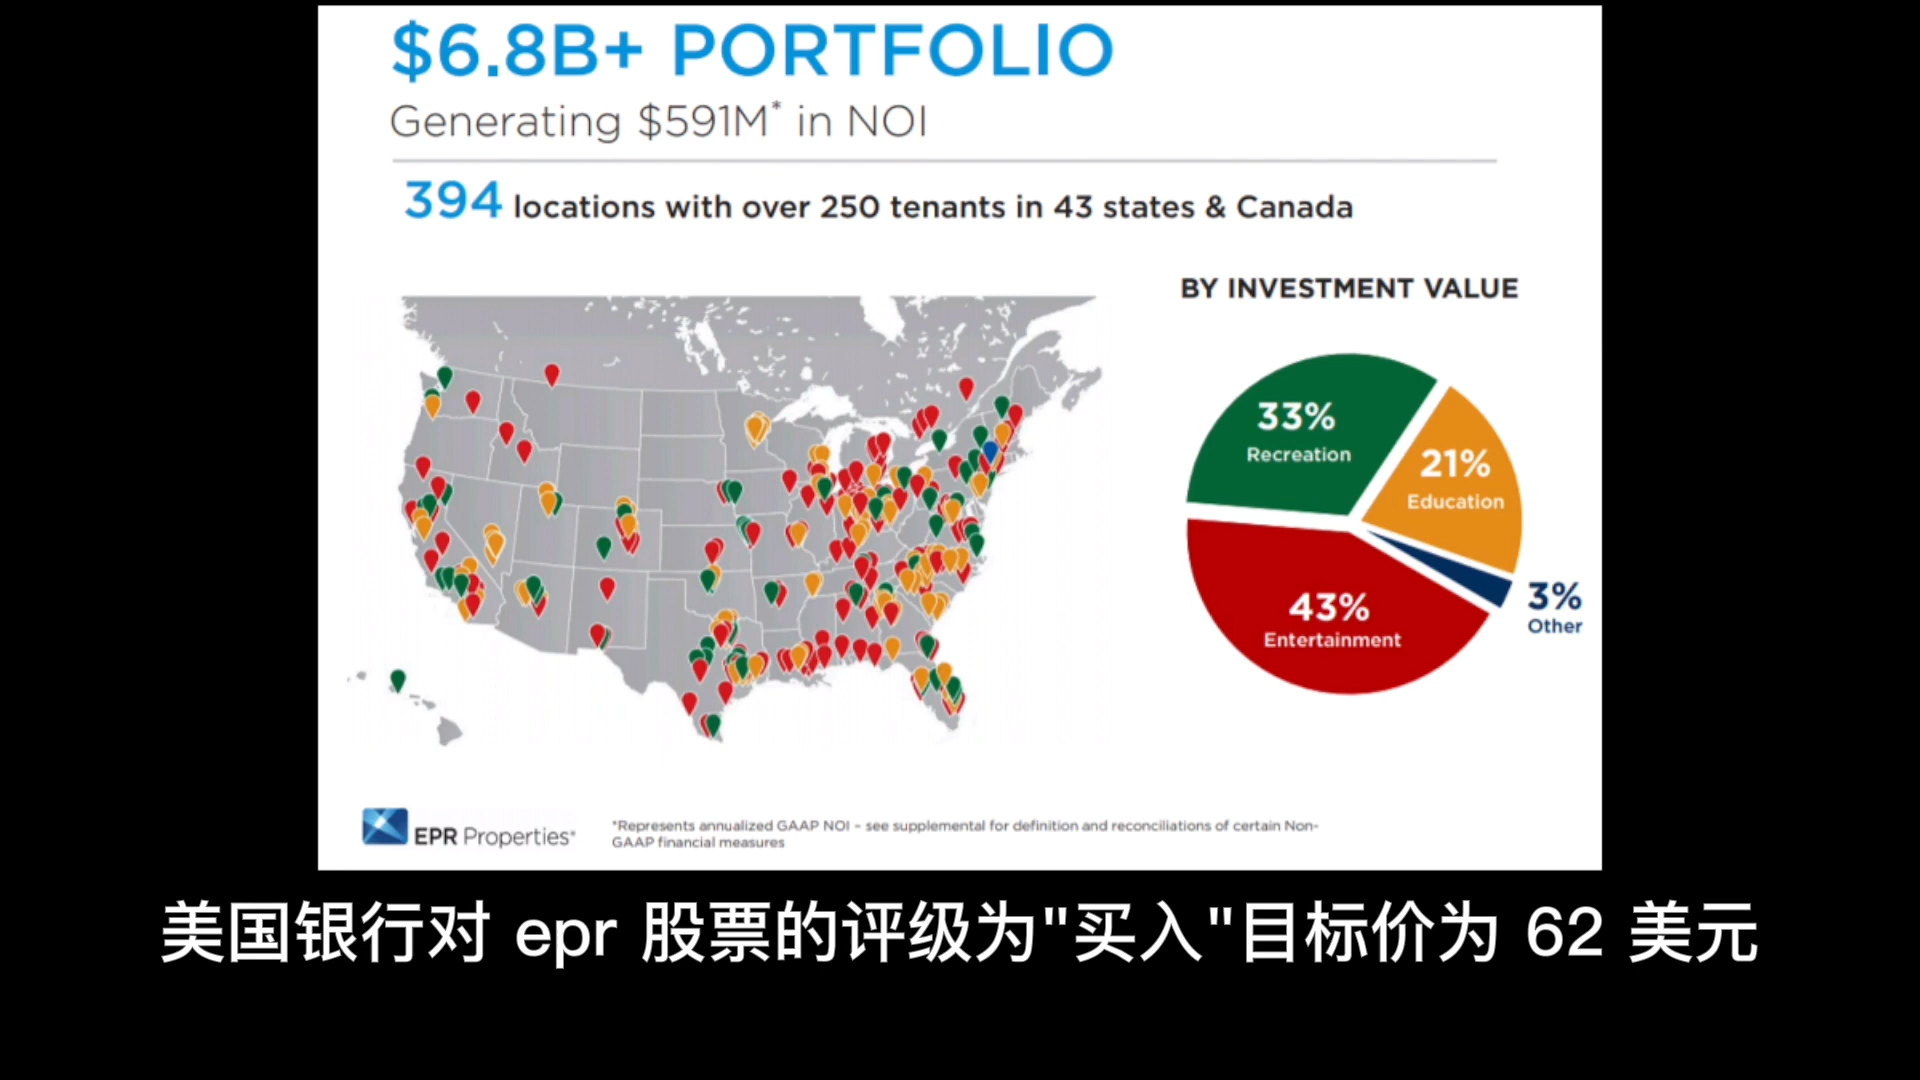 $6.8B+ PORTFOLIO
Generating $591M* in NOI
394 locations with over 250 tenants in 43 states & Canada
BY INVESTMENT VALUE
33%
Recreation
21%
Education
43%
Entertainment
3%
Other
EPR Properties®
*Represents annualized GAAP NOI – see supplemental for definition and reconciliations of certain Non-
GAAP financial measures
美国银行对 epr 股票的评级为"买入"目标价为 62 美元